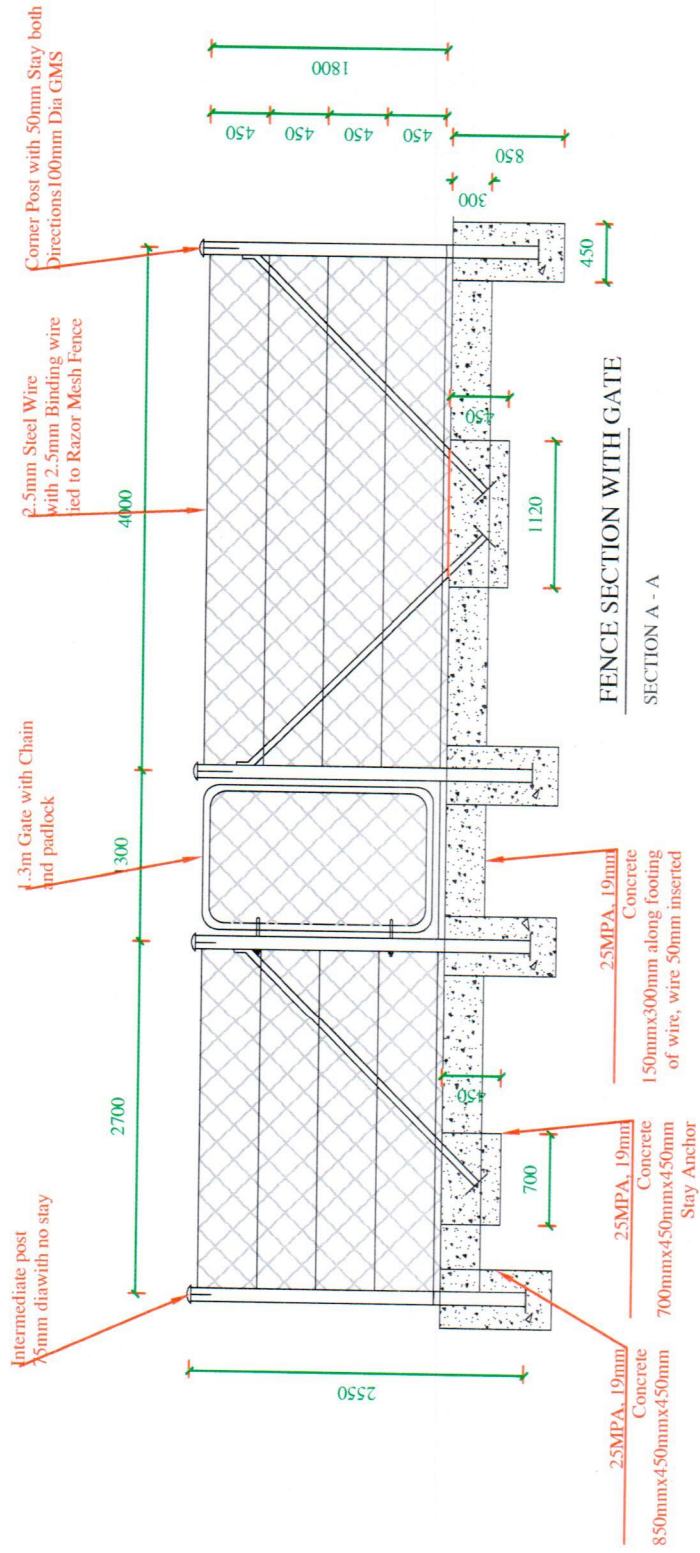 Intermediate post
75mm diawith no stay
1.3m Gate with Chain
and padlock
2.5mm Steel Wire
with 2.5mm Binding wire
ied to Razor Mesh Fence
Corner Post with 50mm Stay both
Directions100mm Dia GMS
2700
300
4000
2550
450
450
450
450
1800
300
850
450
450
450
700
1120
25MPA, 19mm
Concrete
850mmx450mmx450mm
25MPA, 19mm
Concrete
700mmx450mmx450mm
Stay Anchor
25MPA, 19mm
Concrete
150mmx300mm along footing
of wire, wire 50mm inserted
FENCE SECTION WITH GATE
SECTION A - A